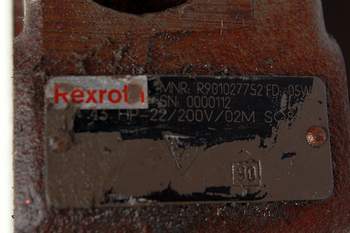 Rexroth MNR: R901027752 FD: 05W
SN: 0000112
HP-22/200V/02M